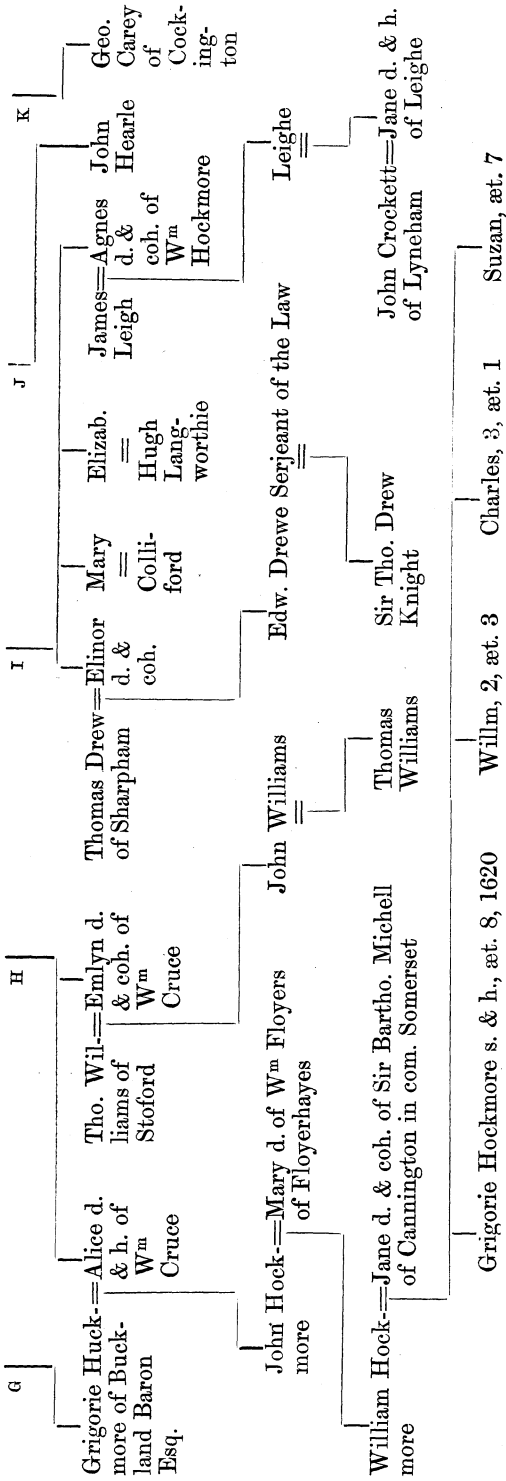 G
H
I
J
K
Grigorie Huck-=Alice d.
more of Buck-
land Baron
Esq.
& h. of
Wm
Cruce
Tho. Wil-=Emlyn d.
liams of
Stoford
& coh. of
Wm
Cruce
Thomas Drew=Elinor
of Sharpham
d. &
coh.
Mary
=
Colli-
ford
Elizab.
=
Hugh
Lang-
worthie
James=Agnes
Leigh
d. &
coh. of
Wm
Hockmore
John
Hearle
Geo.
Carey
of
Cock-
ing-
ton
John Hock-=Mary d. of Wm Floyers
more
of Floyerhayes
John Williams
=
Edw. Drewe Serjeant of the Law
=
Leighe
=
William Hock-=Jane d. & coh. of Sir Bartho. Michell
more
of Cannington in com. Somerset
Thomas
Williams
Sir Tho. Drew
Knight
John Crockett=Jane d. & h.
of Lyneham
of Leighe
Grigorie Hockmore s. & h., æt. 8, 1620
Willm, 2, æt. 3
Charles, 3, æt. 1
Suzan, æt. 7